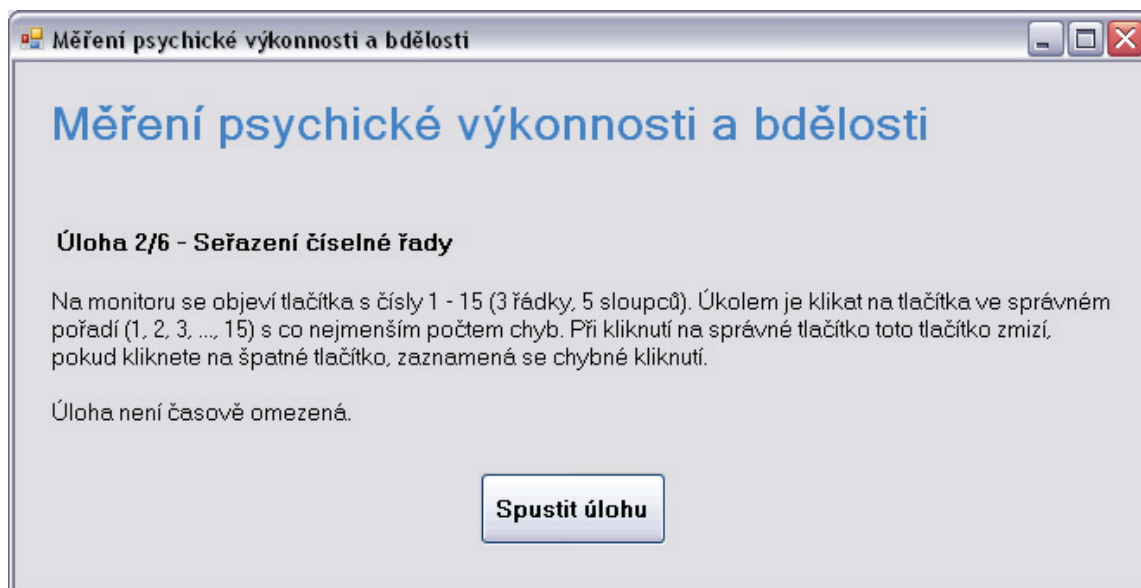 Měření psychické výkonnosti a bdělosti
Měření psychické výkonnosti a bdělosti
Úloha 2/6 - Seřazení číselné řady
Na monitoru se objeví tlačítka s čísly 1 - 15 (3 řádky, 5 sloupců). Úkolem je klikat na tlačítka ve správném
pořadí (1, 2, 3, ..., 15) s co nejmenším počtem chyb. Při kliknutí na správné tlačítko toto tlačítko zmizí,
pokud kliknete na špatné tlačítko, zaznamená se chybné kliknutí.
Úloha není časově omezená.
Spustit úlohu